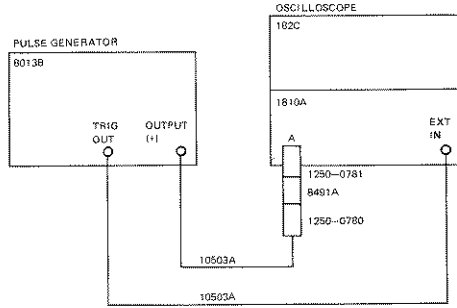 OSCILLOSCOPE
182C
PULSE GENERATOR
8013B
1810A
TRIG
OUT
OUTPUT
(+)
A
EXT
IN
1250-0781
8491A
1250-0780
10503A
10503A